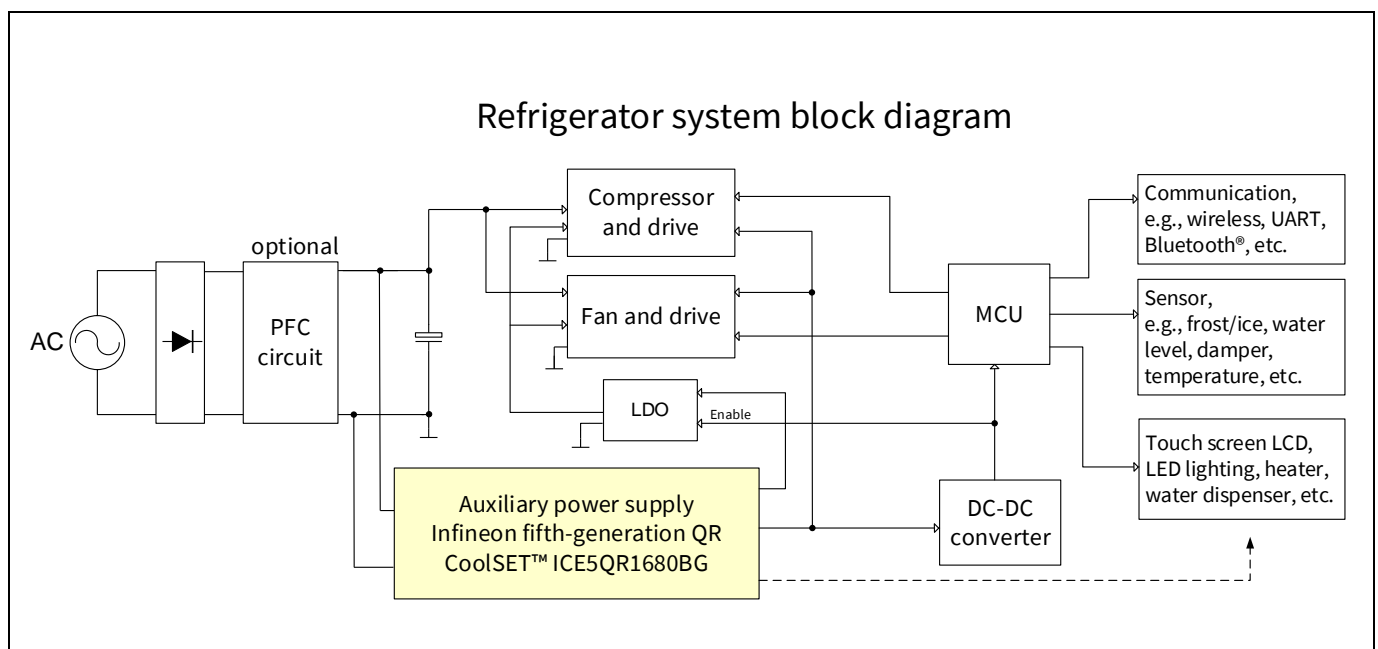 Refrigerator system block diagram
Compressor
and drive
Communication,
e.g., wireless, UART,
Bluetooth®, etc.
optional
AC
PFC
circuit
Fan and drive
MCU
Sensor,
e.g., frost/ice, water
level, damper,
temperature, etc.
LDO
Enable
Touch screen LCD,
LED lighting, heater,
water dispenser, etc.
Auxiliary power supply
Infineon fifth-generation QR
CoolSET™ ICE5QR1680BG
DC-DC
converter